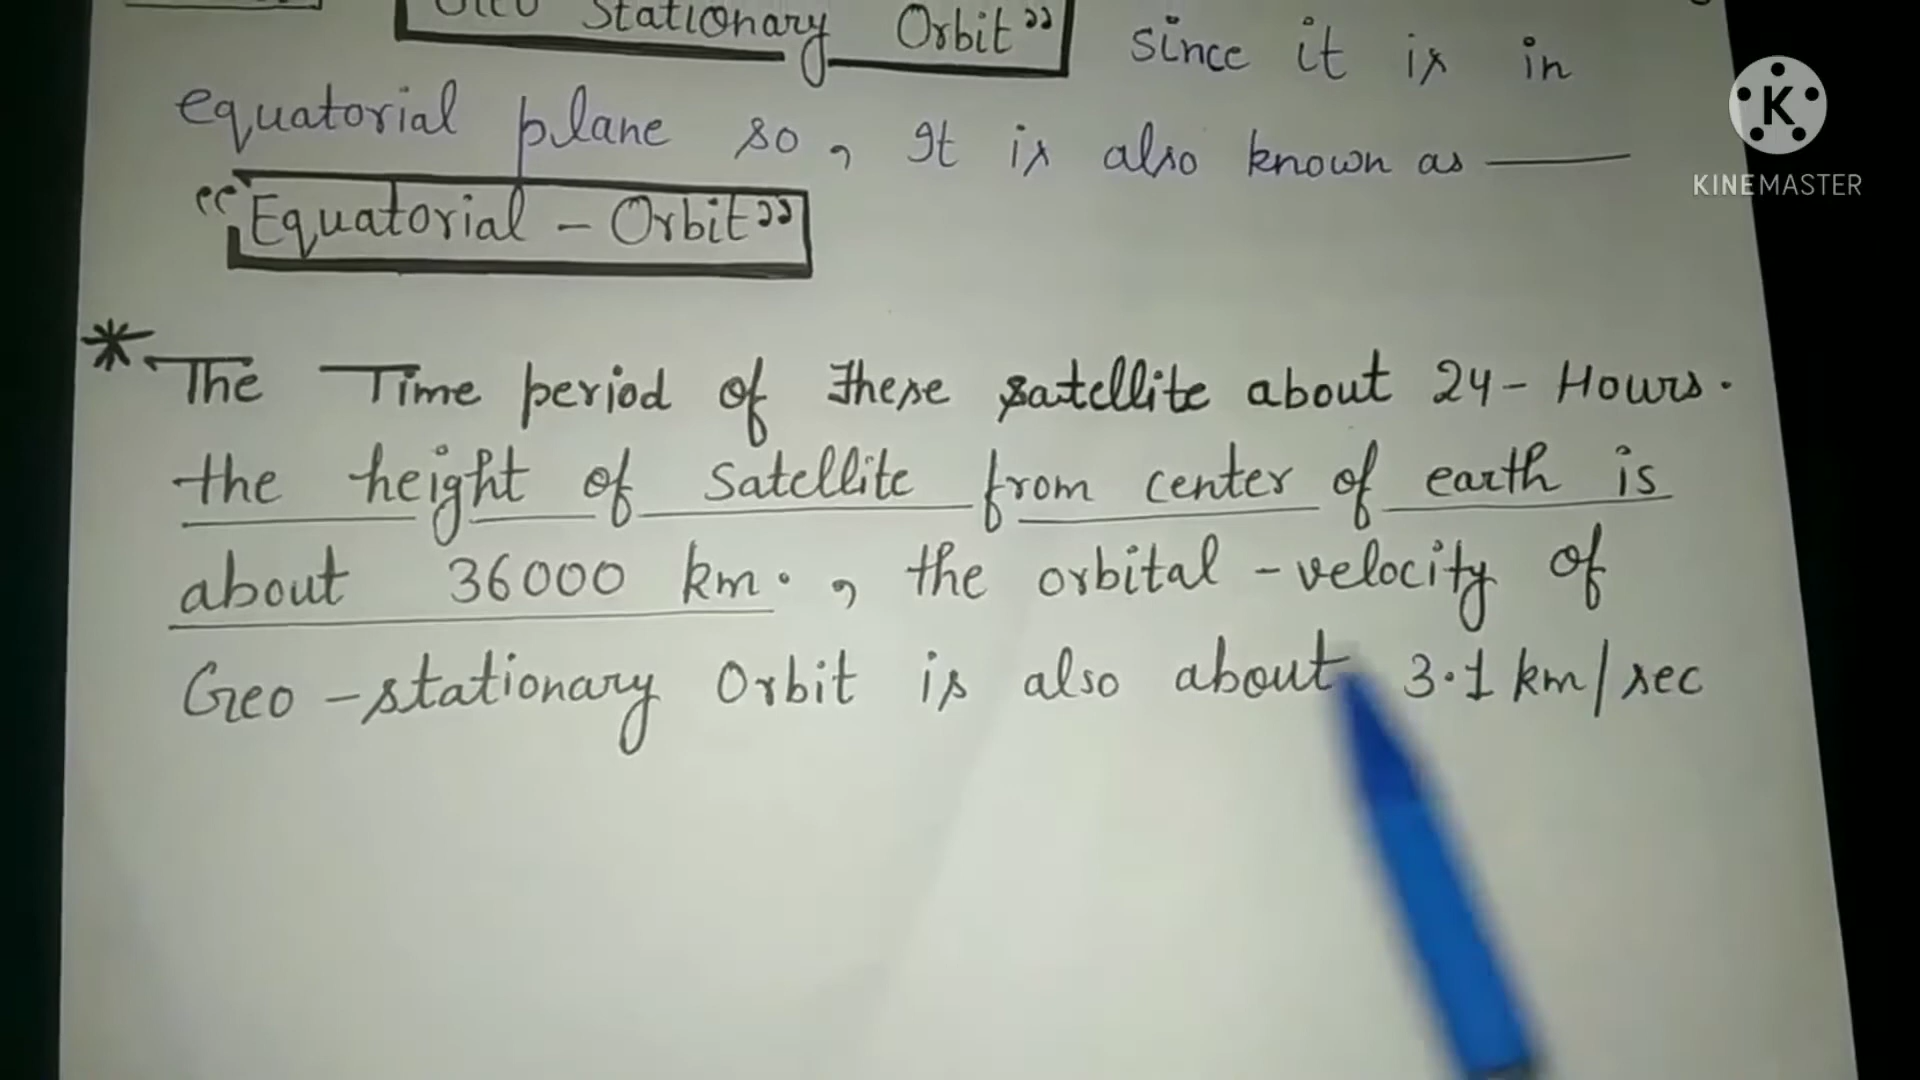 Geo Stationary Orbit" since it is in
equatorial plane so, It is also known as —
"Equatorial - Orbit"
* The Time period of these satellite about 24 - Hours.
the height of satellite from center of earth is
about 36000 km., the orbital - velocity of
Geo - stationary Orbit is also about 3.1 km/sec
K
KINEMASTER